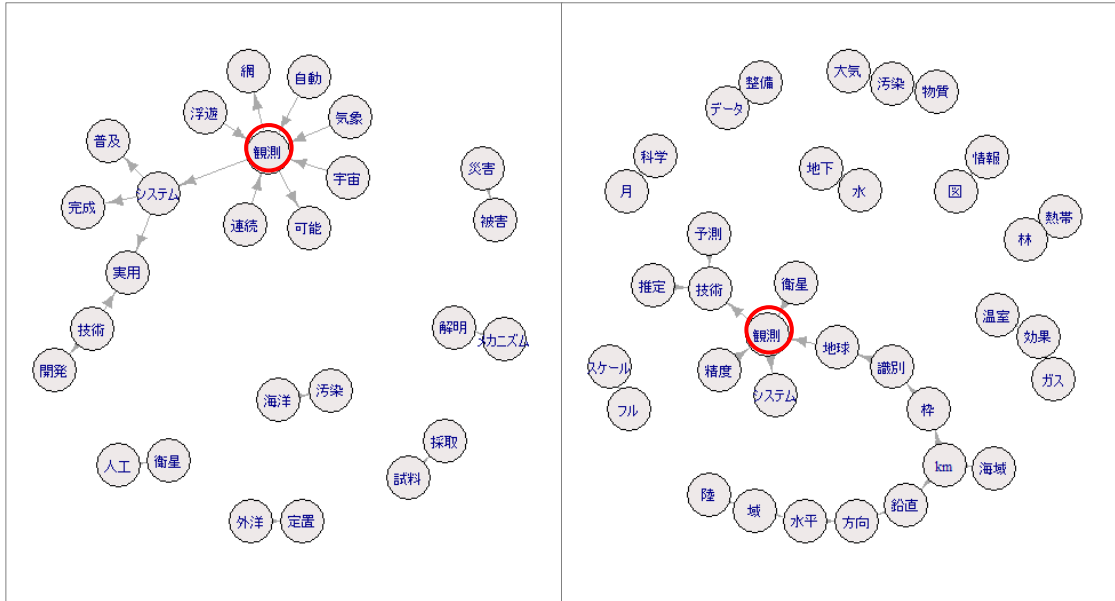 網
自動
浮遊
気象
普及
観測
災害
宇宙
システム
完成
被害
連続
可能
実用
技術
解明
メカニズム
開発
汚染
海洋
採取
人工
衛星
試料
外洋
定置
大気
整備
汚染
物質
データ
科学
情報
地下
月
水
図
熱帯
予測
林
推定
技術
衛星
温室
観測
効果
地球
スケール
識別
精度
ガス
システム
フル
枠
km
海域
陸
域
鉛直
水平
方向